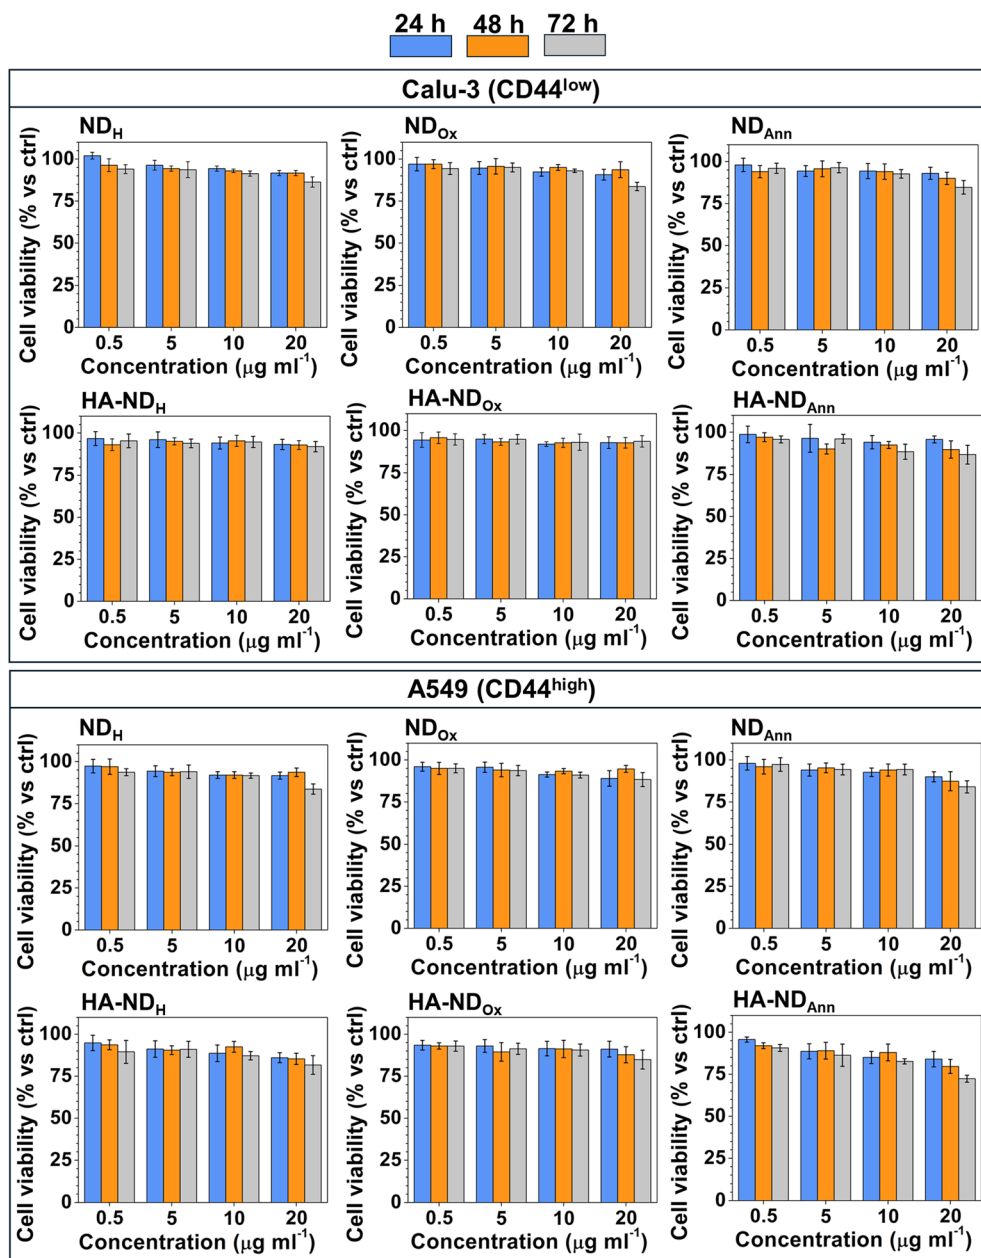 24 h 48 h 72 h
Calu-3 (CD44low)
NDH
Cell viability (% vs ctrl)
100
75
50
25
0
0.5 5 10 20
Concentration (μg ml-1)
NDOx
Cell viability (% vs ctrl)
100
75
50
25
0
0.5 5 10 20
Concentration (μg ml-1)
NDAnn
Cell viability (% vs ctrl)
100
75
50
25
0
0.5 5 10 20
Concentration (μg ml-1)
HA-NDH
Cell viability (% vs ctrl)
100
75
50
25
0
0.5 5 10 20
Concentration (μg ml-1)
HA-NDOx
Cell viability (% vs ctrl)
100
75
50
25
0
0.5 5 10 20
Concentration (μg ml-1)
HA-NDAnn
Cell viability (% vs ctrl)
100
75
50
25
0
0.5 5 10 20
Concentration (μg ml-1)
A549 (CD44high)
NDH
Cell viability (% vs ctrl)
100
75
50
25
0
0.5 5 10 20
Concentration (μg ml-1)
NDOx
Cell viability (% vs ctrl)
100
75
50
25
0
0.5 5 10 20
Concentration (μg ml-1)
NDAnn
Cell viability (% vs ctrl)
100
75
50
25
0
0.5 5 10 20
Concentration (μg ml-1)
HA-NDH
Cell viability (% vs ctrl)
100
75
50
25
0
0.5 5 10 20
Concentration (μg ml-1)
HA-NDOx
Cell viability (% vs ctrl)
100
75
50
25
0
0.5 5 10 20
Concentration (μg ml-1)
HA-NDAnn
Cell viability (% vs ctrl)
100
75
50
25
0
0.5 5 10 20
Concentration (μg ml-1)